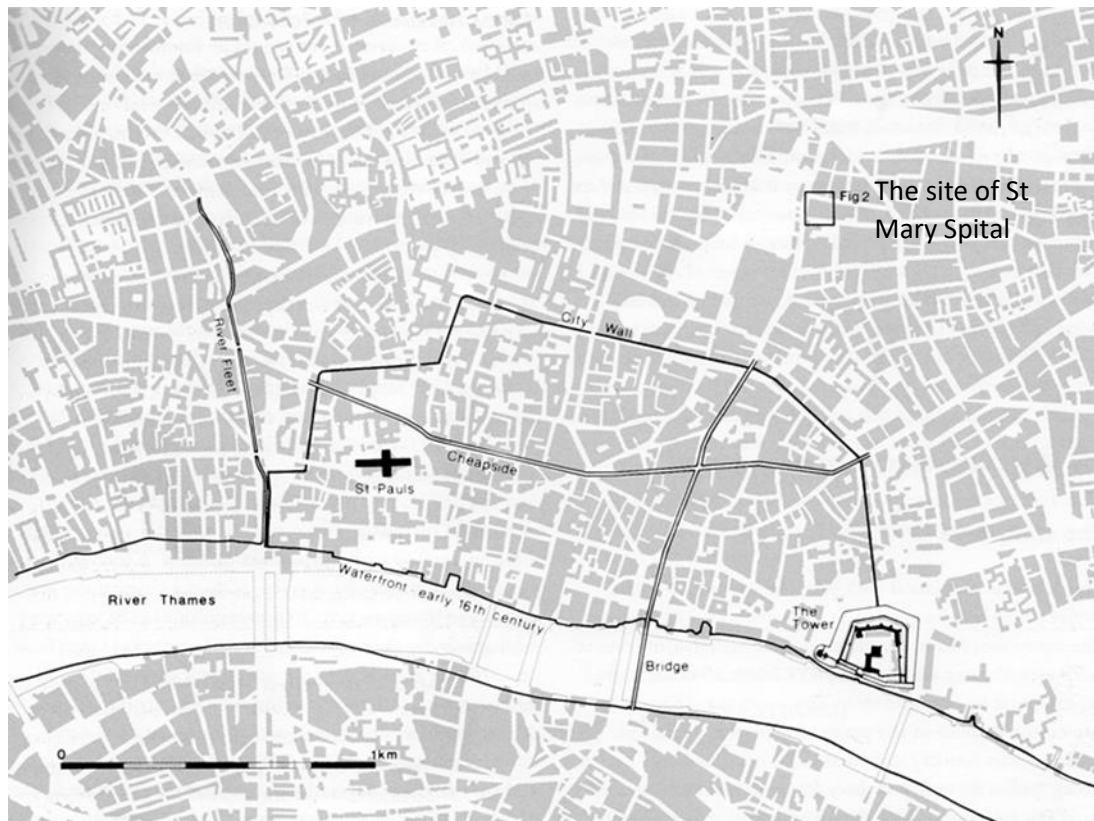 N
Fig 2
The site of St
Mary Spital
City Wall
River Fleet
Cheapside
St Pauls
Waterfront early 16th century
River Thames
The
Tower
Bridge
0
1km